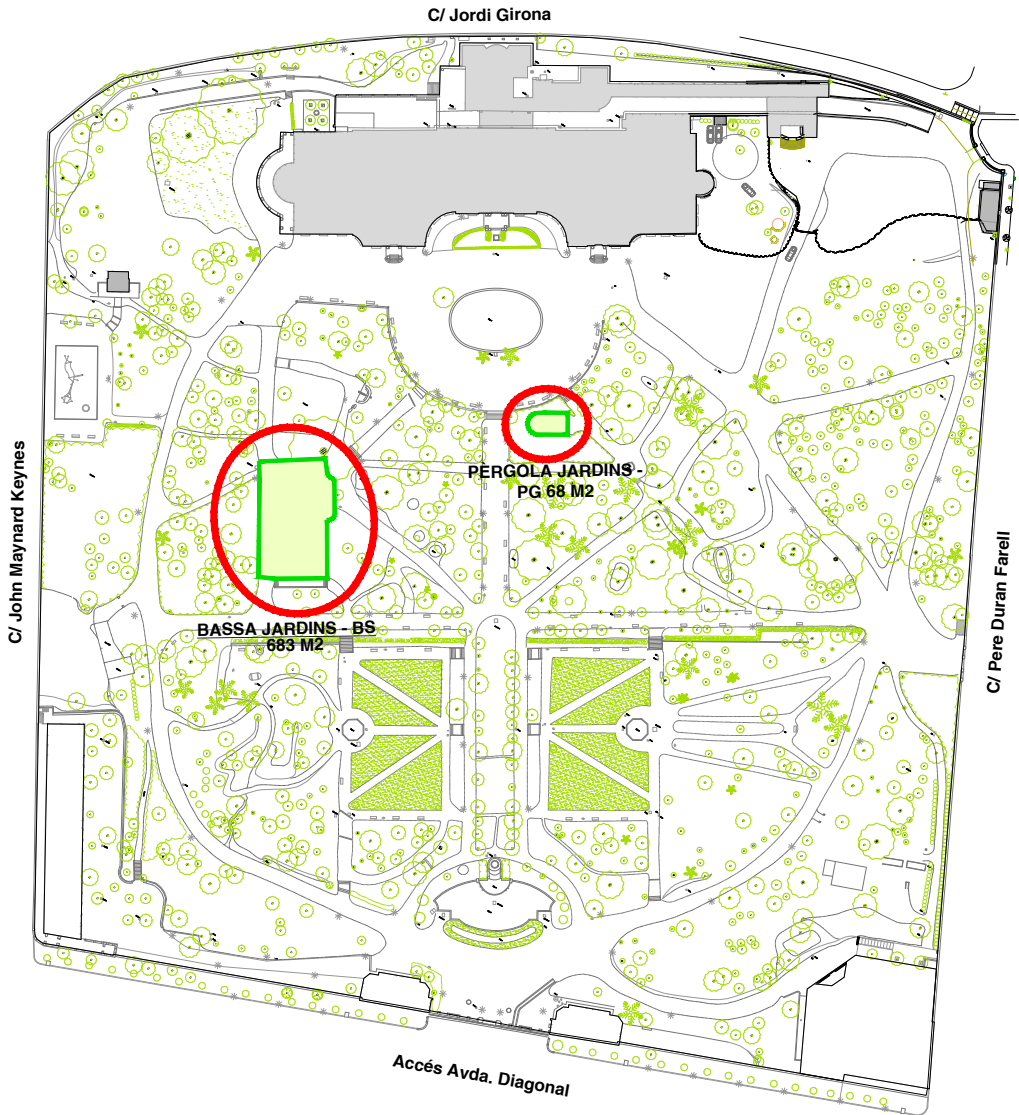 C/ Jordi Girona
C/ John Maynard Keynes
PERGOLA JARDINS -
PG 68 M2
BASSA JARDINS - BS
683 M2
C/ Pere Duran Farell
Accés Avda. Diagonal